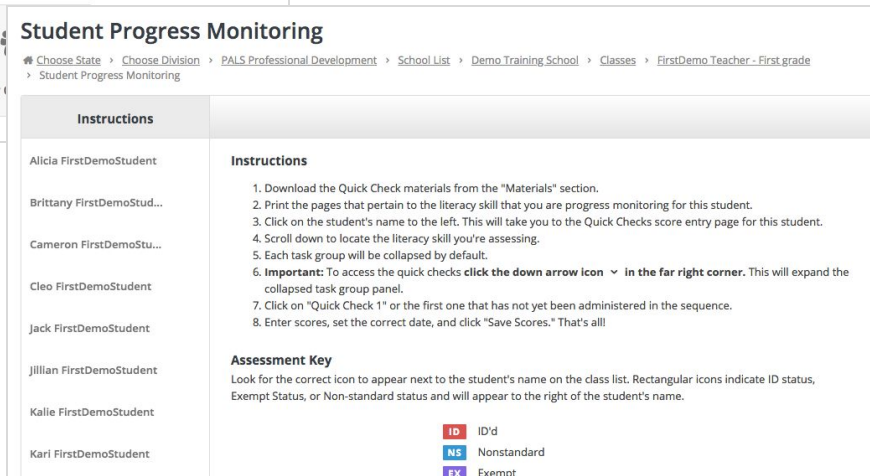 Student Progress Monitoring
Choose State › Choose Division › PALS Professional Development › School List › Demo Training School › Classes › FirstDemo Teacher - First grade
› Student Progress Monitoring
Instructions
Alicia FirstDemoStudent
Brittany FirstDemoStud...
Cameron FirstDemoStu...
Cleo FirstDemoStudent
Jack FirstDemoStudent
Jillian FirstDemoStudent
Kalie FirstDemoStudent
Kari FirstDemoStudent
Instructions
1. Download the Quick Check materials from the "Materials" section.
2. Print the pages that pertain to the literacy skill that you are progress monitoring for this student.
3. Click on the student's name to the left. This will take you to the Quick Checks score entry page for this student.
4. Scroll down to locate the literacy skill you're assessing.
5. Each task group will be collapsed by default.
6. Important: To access the quick checks click the down arrow icon in the far right corner. This will expand the
collapsed task group panel.
7. Click on "Quick Check 1" or the first one that has not yet been administered in the sequence.
8. Enter scores, set the correct date, and click "Save Scores." That's all!
Assessment Key
Look for the correct icon to appear next to the student's name on the class list. Rectangular icons indicate ID status,
Exempt Status, or Non-standard status and will appear to the right of the student's name.
ID ID'd
NS Nonstandard
EX Exempt